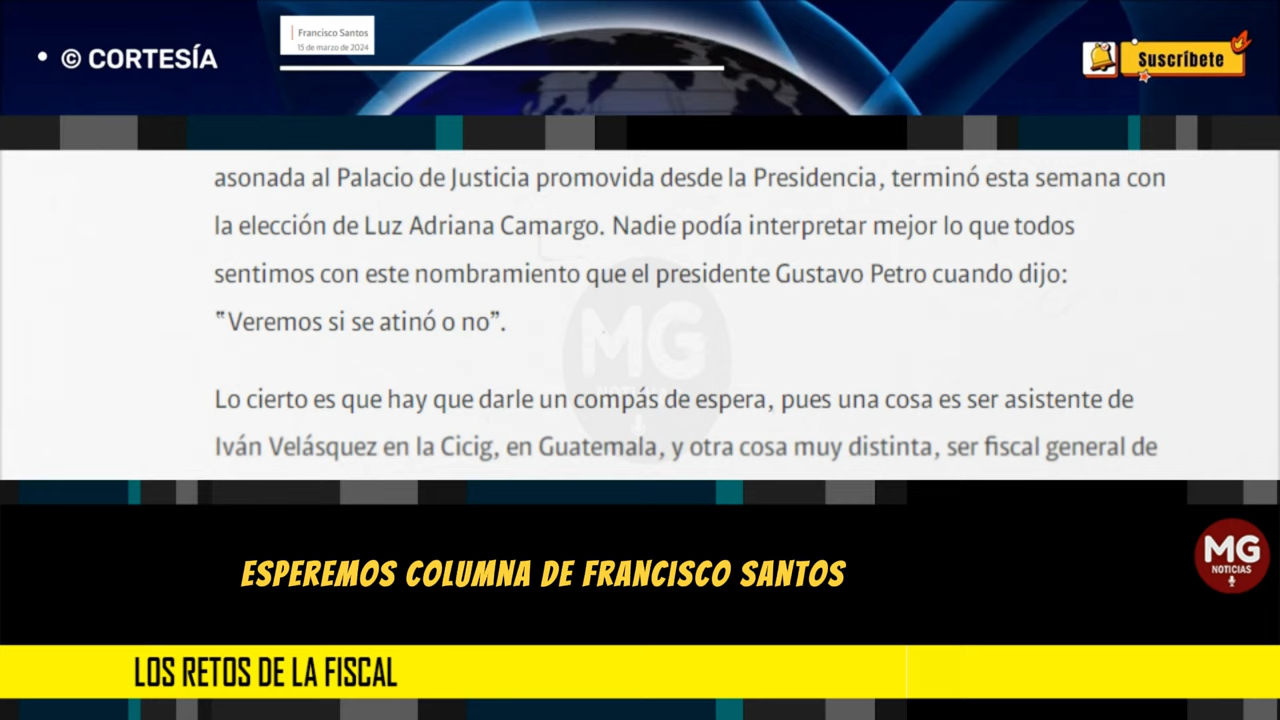 • © CORTESÍA
Francisco Santos
15 de marzo de 2024
Suscríbete
asonada al Palacio de Justicia promovida desde la Presidencia, terminó esta semana con
la elección de Luz Adriana Camargo. Nadie podía interpretar mejor lo que todos
sentimos con este nombramiento que el presidente Gustavo Petro cuando dijo:
“Veremos si se atinó o no”.
MG
Lo cierto es que hay que darle un compás de espera, pues una cosa es ser asistente de
Iván Velásquez en la Cicig, en Guatemala, y otra cosa muy distinta, ser fiscal general de
ESPEREMOS COLUMNA DE FRANCISCO SANTOS
MG
NOTICIAS
LOS RETOS DE LA FISCAL